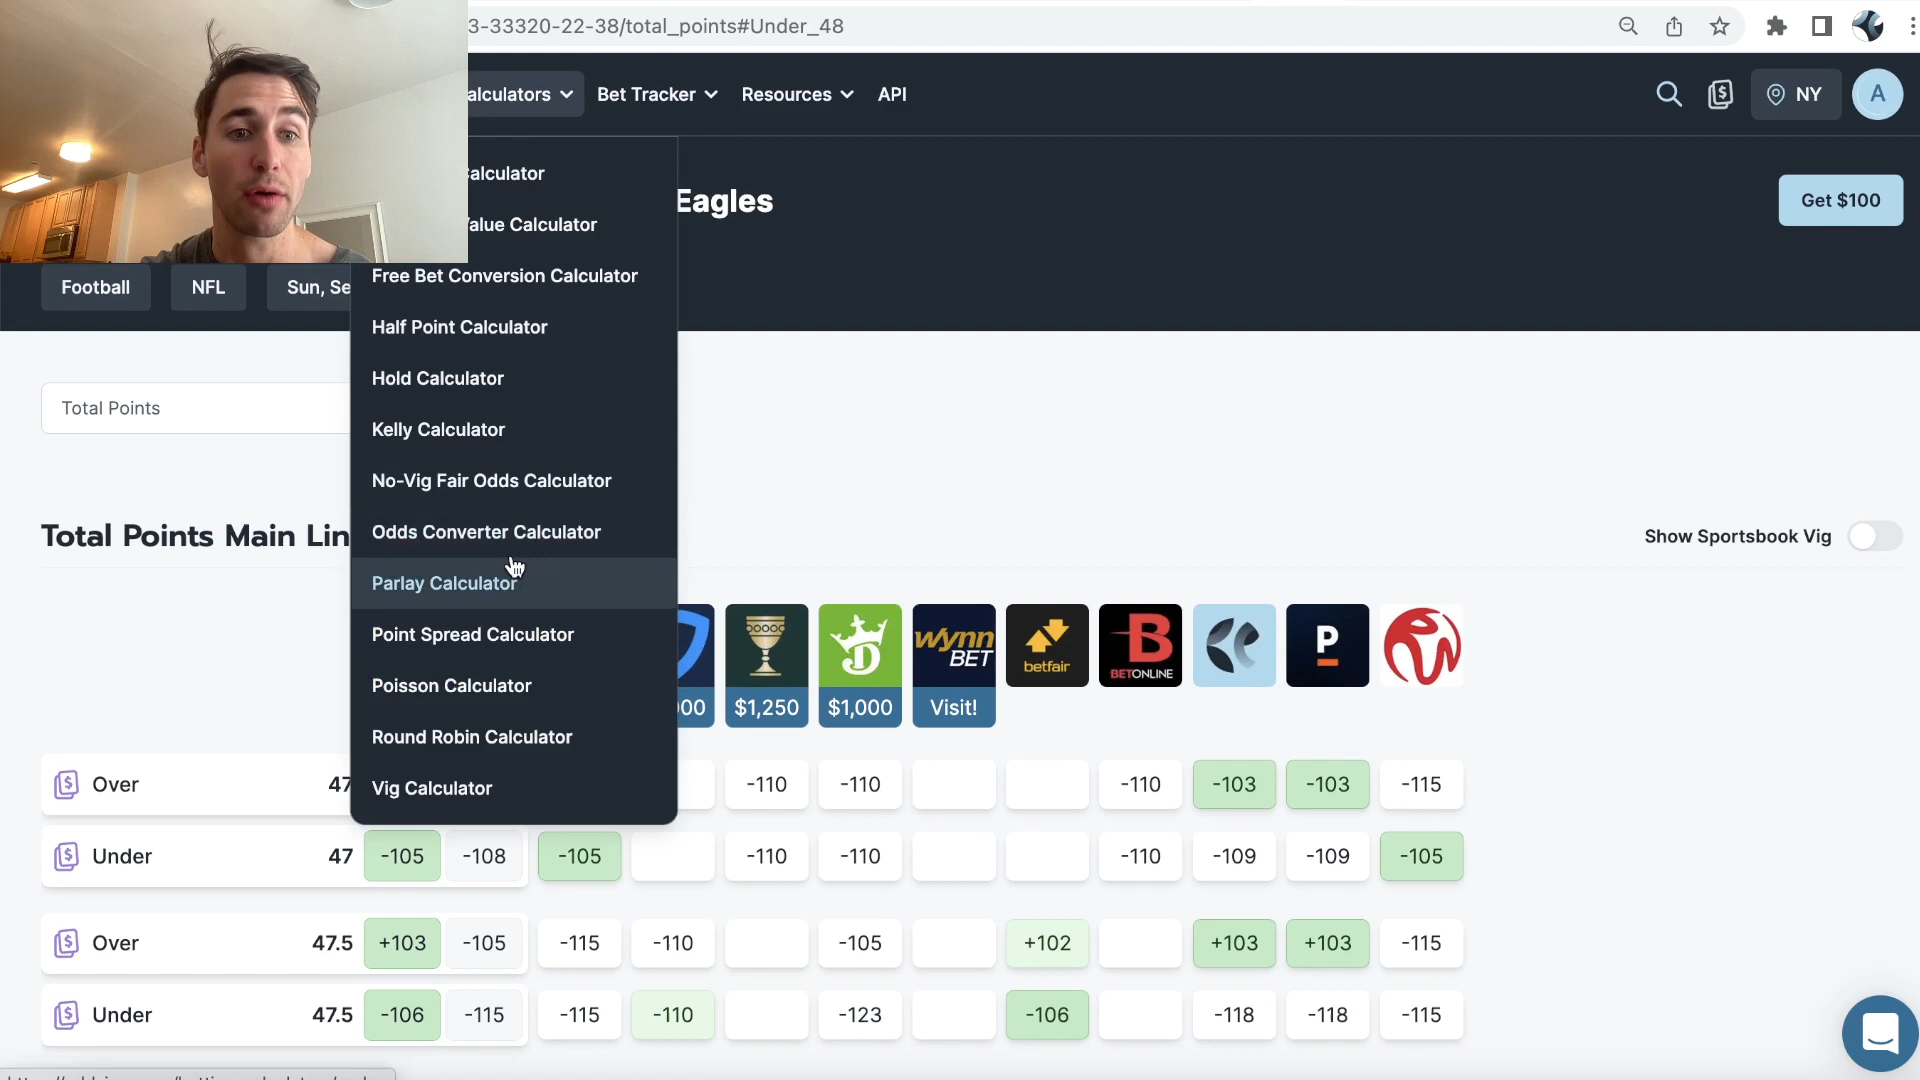 3-33320-22-38/total_points#Under_48
alculators Bet Tracker Resources API NY A
alculator
Eagles
Get $100
alue Calculator
Football NFL Sun, Se
Free Bet Conversion Calculator
Half Point Calculator
Hold Calculator
Total Points
Kelly Calculator
No-Vig Fair Odds Calculator
Total Points Main Lin
Odds Converter Calculator
Show Sportsbook Vig
Parlay Calculator
Point Spread Calculator
WYNN BET betfair B BETONLINE P
Poisson Calculator
00 $1,250 $1,000 Visit!
Round Robin Calculator
Vig Calculator
Over 47 -110 -110 -110 -103 -103 -115
Under 47 -105 -108 -105 -110 -110 -110 -109 -109 -105
Over 47.5 +103 -105 -115 -110 -105 +102 +103 +103 -115
Under 47.5 -106 -115 -115 -110 -123 -106 -118 -118 -115